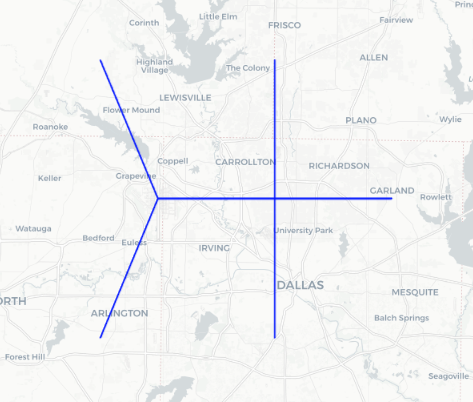 Little Elm
Corinth
FRISCO
Fairview
Highland
Village
The Colony
ALLEN
LEWISVILLE
Flower Mound
PLANO
Wylie
Roanoke
Coppell
CARROLLTON
RICHARDSON
Keller
Grapevine
GARLAND
Rowlett
Watauga
Bedford
Euless
University Park
IRVING
DALLAS
MESQUITE
ORTH
ARLINGTON
Balch Springs
Forest Hill
Seagoville